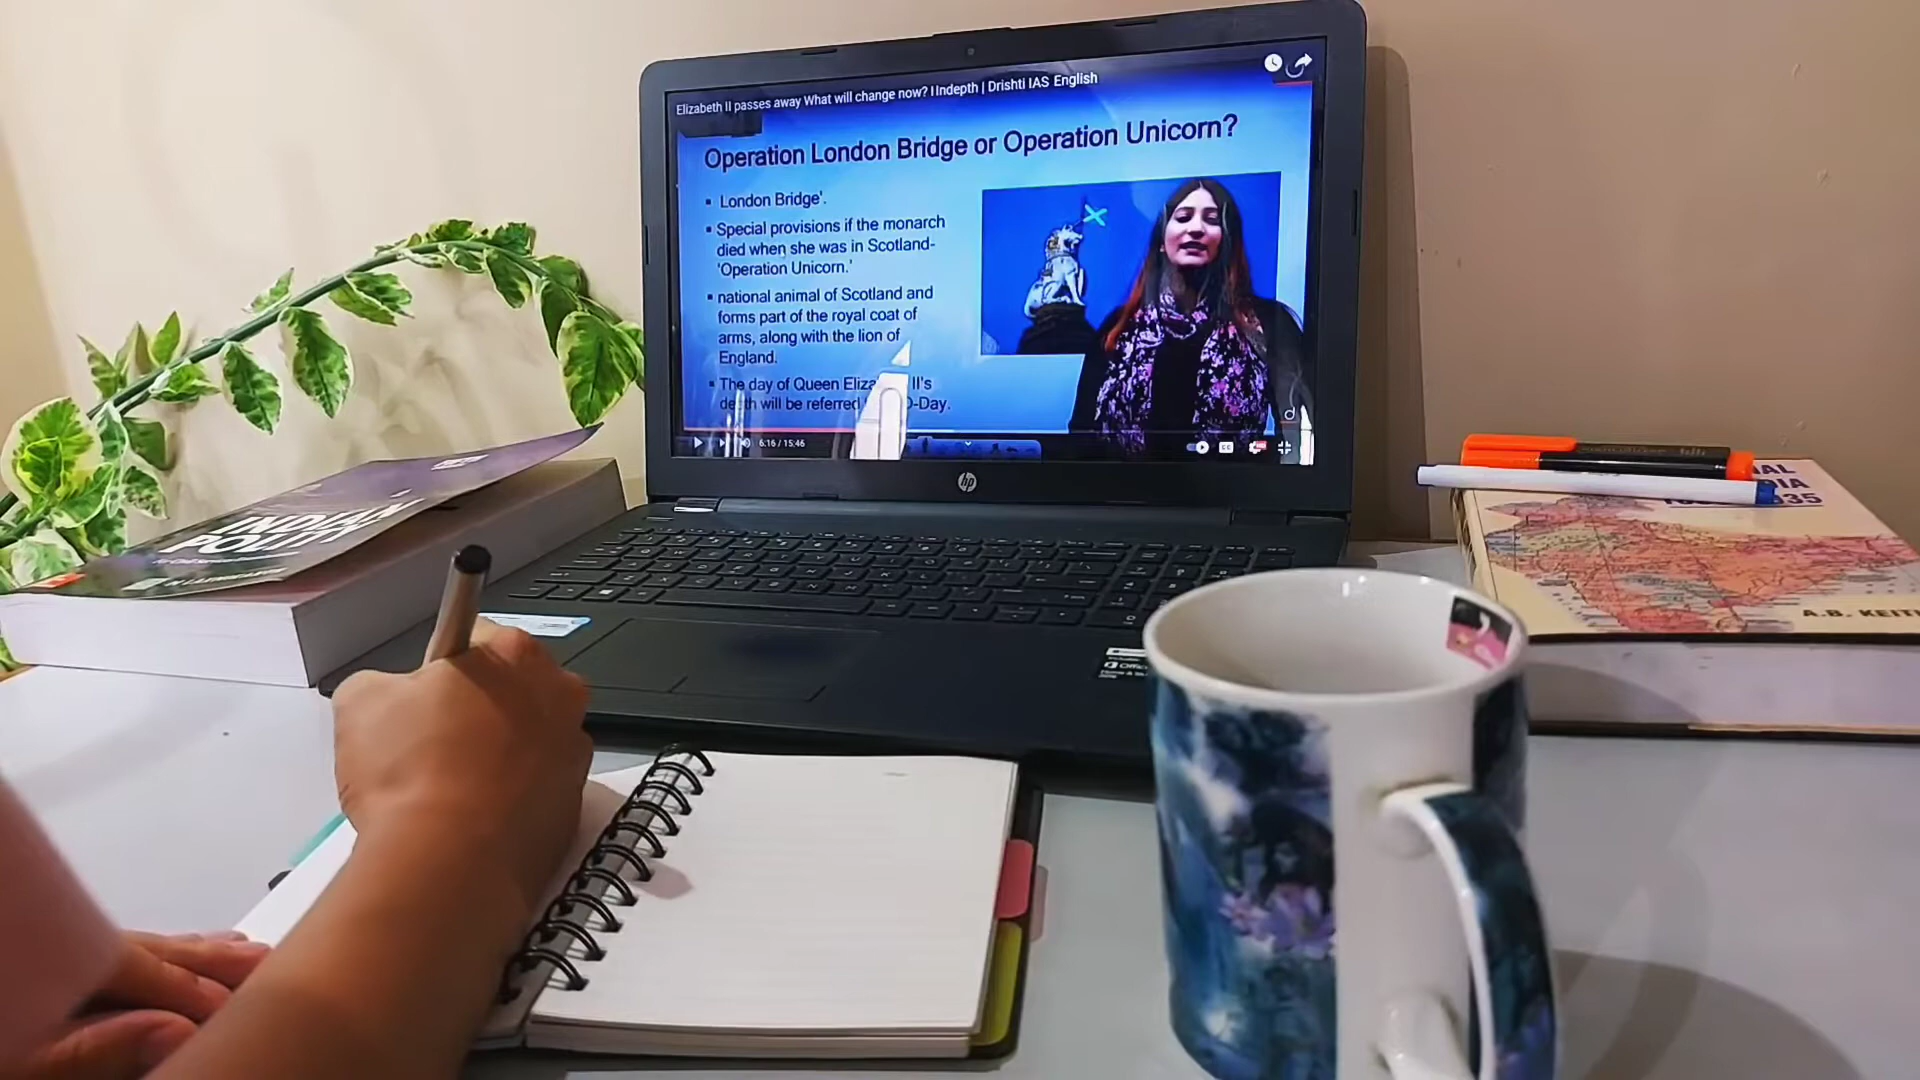 Elizabeth II passes away What will change now? I Indepth | Drishti IAS English
Operation London Bridge or Operation Unicorn?
London Bridge'.
Special provisions if the monarch
died when she was in Scotland-
'Operation Unicorn.'
national animal of Scotland and
forms part of the royal coat of
arms, along with the lion of
England.
The day of Queen Eliza II's
death will be referred D-Day.
6:16 / 15:46
hp
INDIAN
POLITY
A.B. KEITH
Office